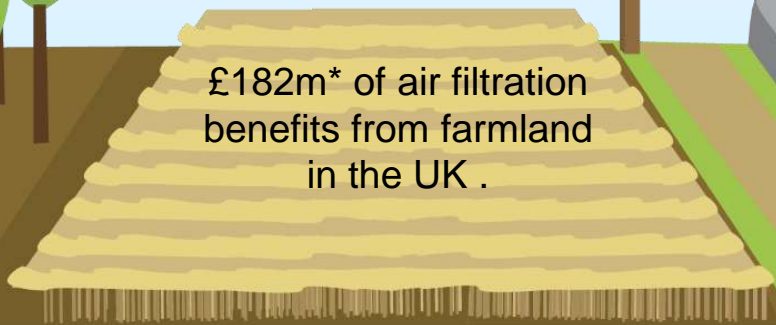 £182m* of air filtration
benefits from farmland
in the UK .